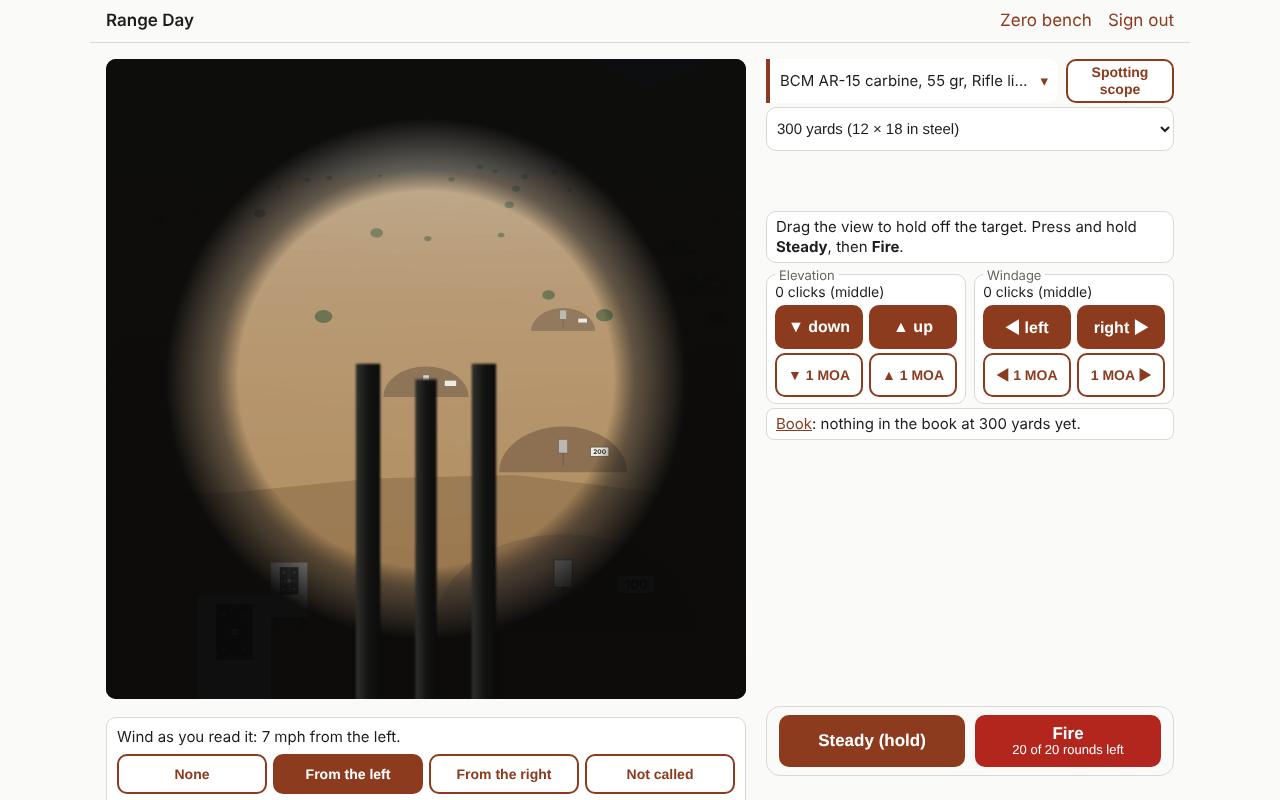 Range Day
Zero bench
Sign out
BCM AR-15 carbine, 55 gr, Rifle li... ▼
Spotting
scope
300 yards (12 × 18 in steel)
Drag the view to hold off the target. Press and hold
Steady, then Fire.
Elevation
0 clicks (middle)
▼ down
▲ up
▼ 1 MOA
▲ 1 MOA
Windage
0 clicks (middle)
◀ left
right ▶
◀ 1 MOA
1 MOA ▶
Book: nothing in the book at 300 yards yet.
200
100
Steady (hold)
Fire
20 of 20 rounds left
Wind as you read it: 7 mph from the left.
None
From the left
From the right
Not called